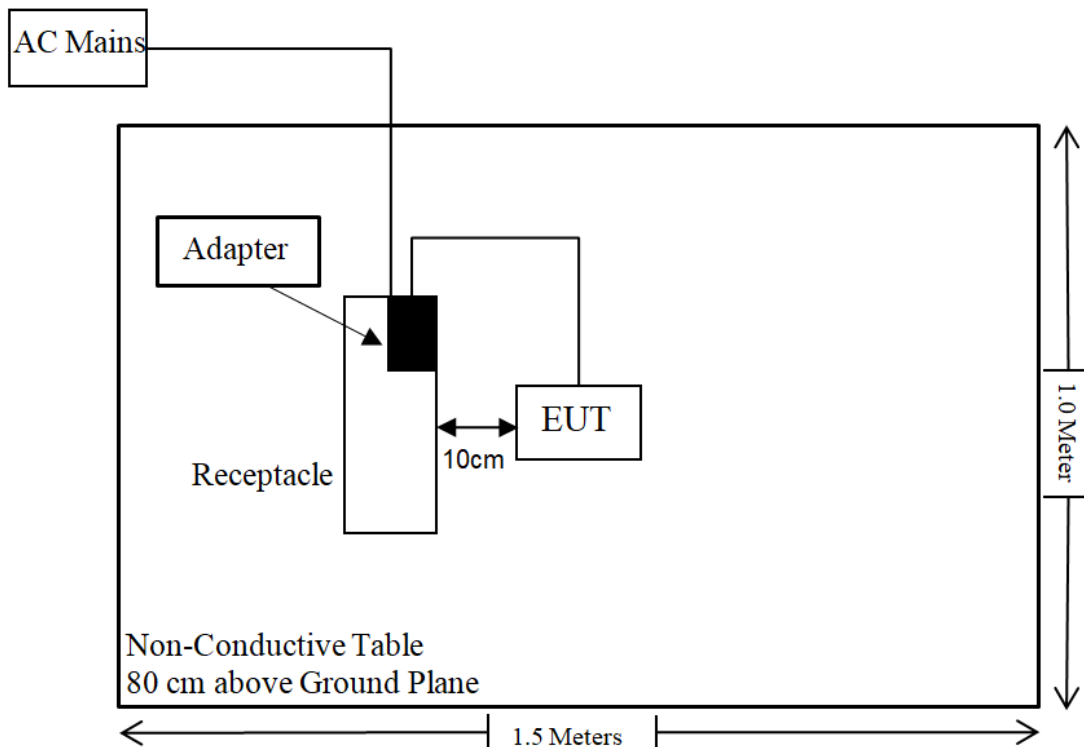 AC Mains
Adapter
EUT
10cm
Receptacle
1.0 Meter
Non-Conductive Table
80 cm above Ground Plane
1.5 Meters